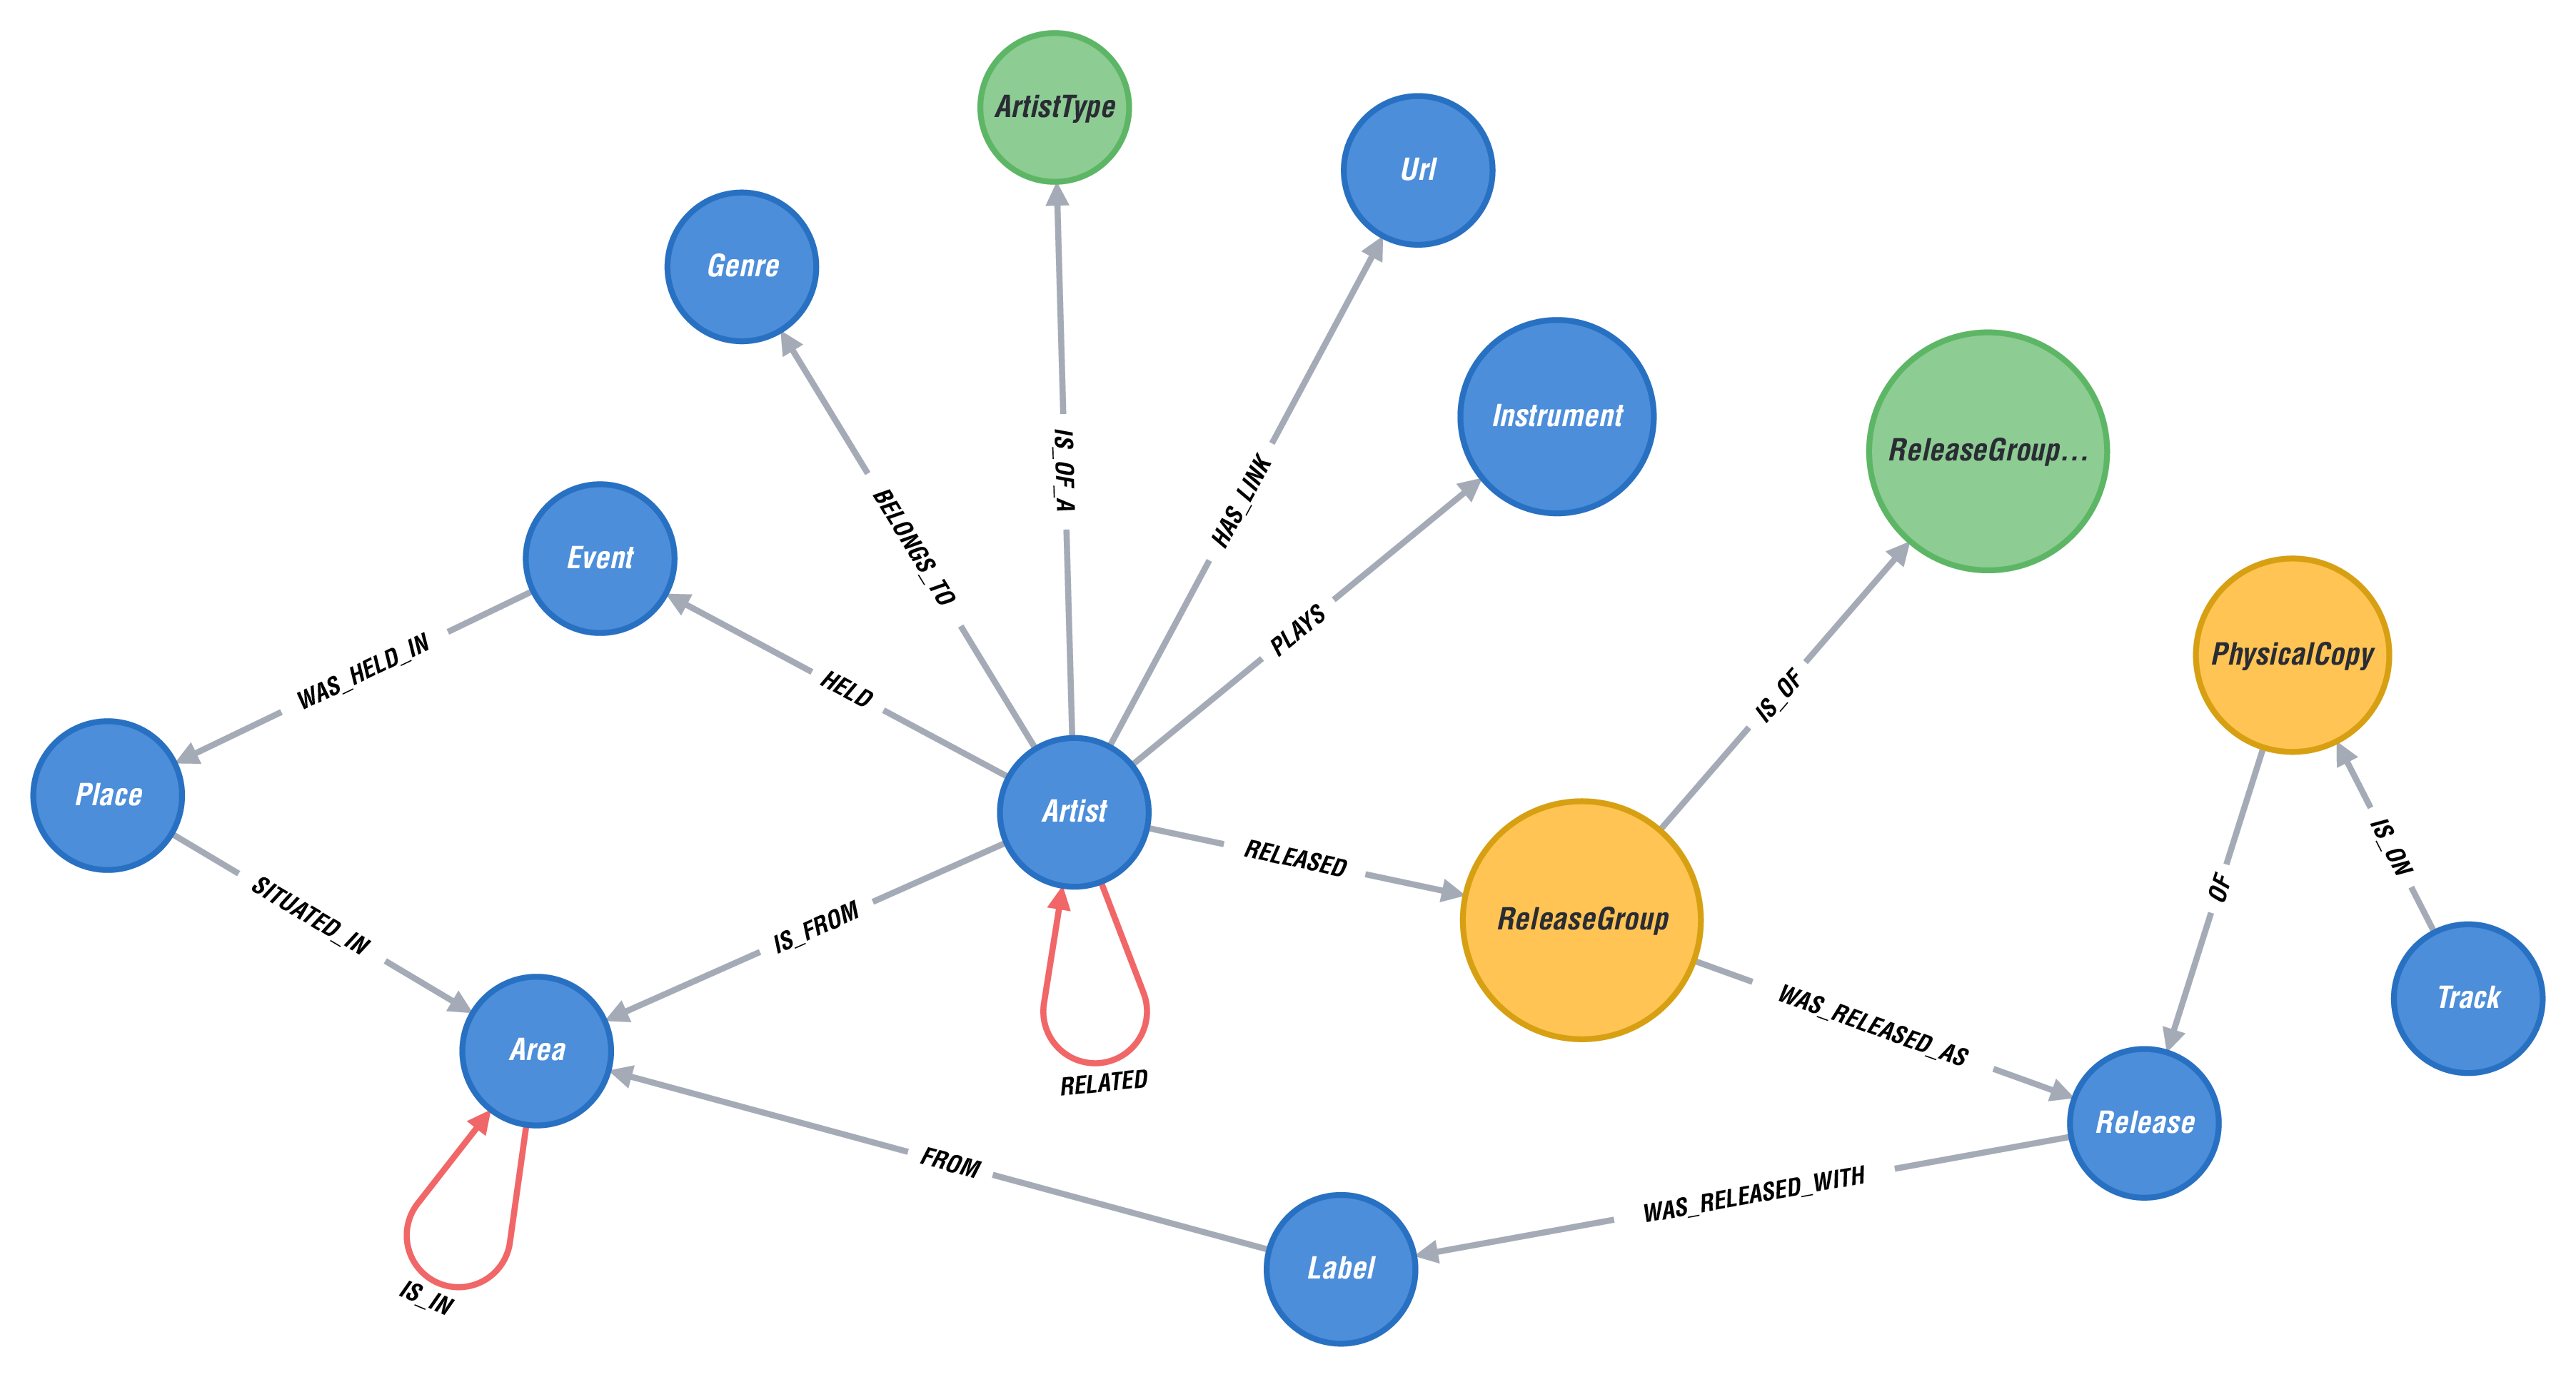 ArtistType
Url
Genre
Instrument
IS_OF_A
ReleaseGroup...
HAS_LINK
BELONGS_TO
Event
PLAYS
WAS_HELD_IN
HELD
IS_OF
PhysicalCopy
Place
Artist
RELEASED
IS_ON
OF
SITUATED_IN
IS_FROM
ReleaseGroup
Track
WAS_RELEASED_AS
Area
RELATED
Release
FROM
WAS_RELEASED_WITH
Label
IS_IN